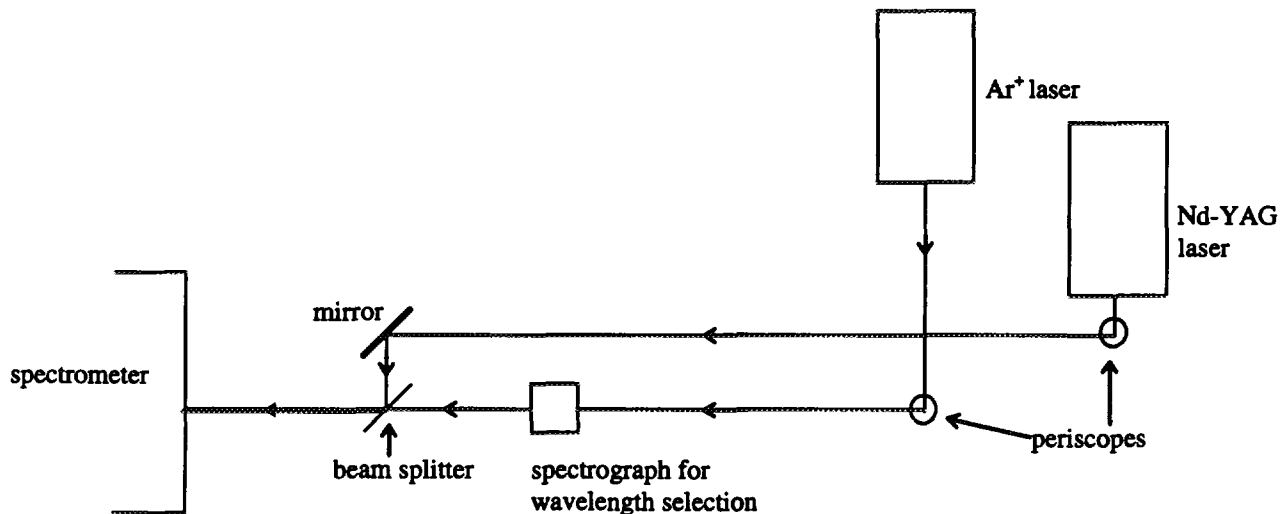 Ar⁺ laser
Nd-YAG
laser
mirror
spectrometer
periscopes
beam splitter
spectrograph for
wavelength selection